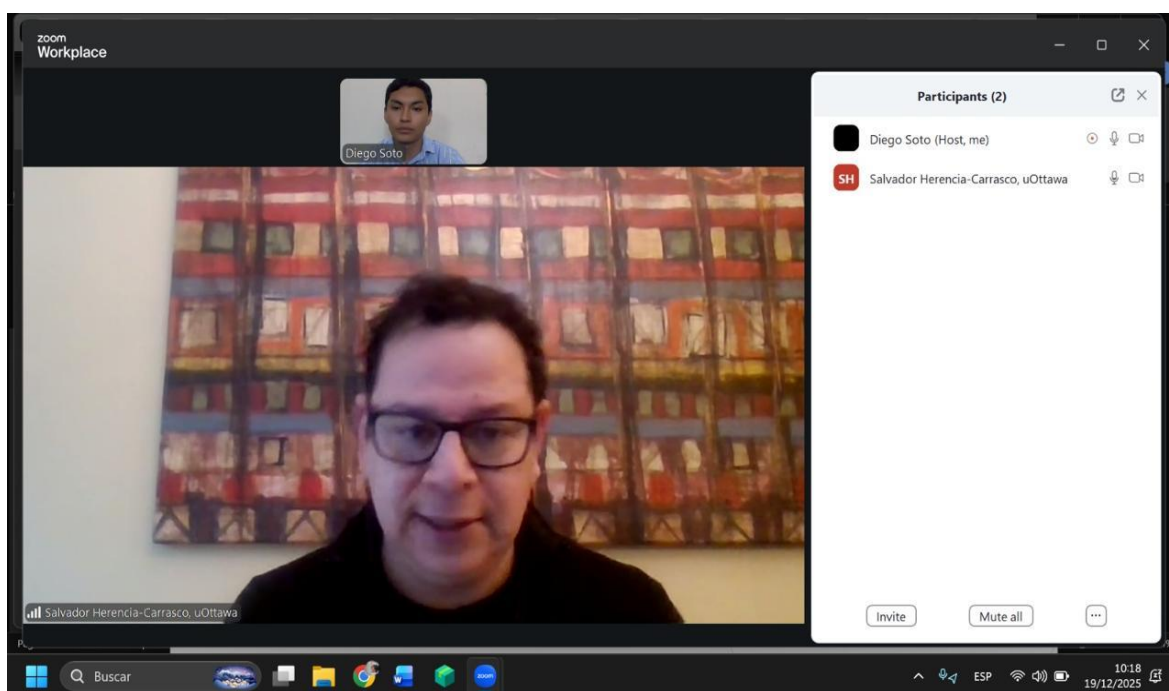 zoom
Workplace
Diego Soto
Salvador Herencia-Carrasco, uOttawa
Participants (2)
Diego Soto (Host, me)
SH
Salvador Herencia-Carrasco, uOttawa
Invite
Mute all
...
Buscar
zoom
ESP
10:18
19/12/2025